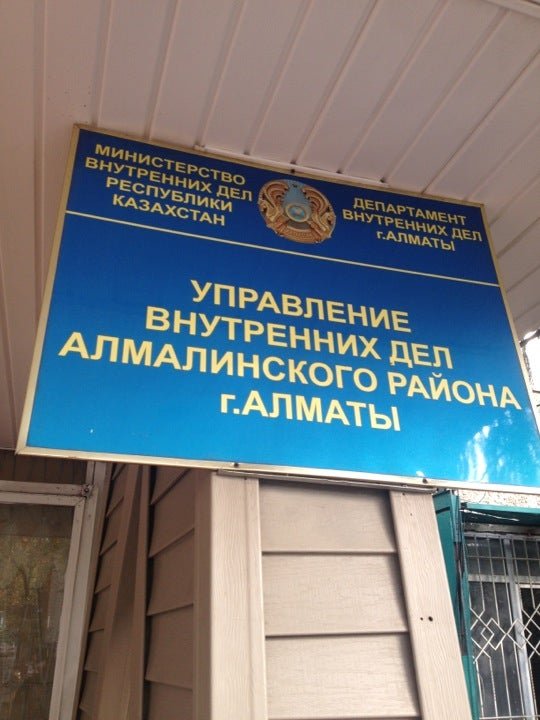 МИНИСТЕРСТВО
ВНУТРЕННИХ ДЕЛ
РЕСПУБЛИКИ
КАЗАХСТАН
ДЕПАРТАМЕНТ
ВНУТРЕННИХ ДЕЛ
г.АЛМАТЫ
УПРАВЛЕНИЕ
ВНУТРЕННИХ ДЕЛ
АЛМАЛИНСКОГО РАЙОНА
г.АЛМАТЫ